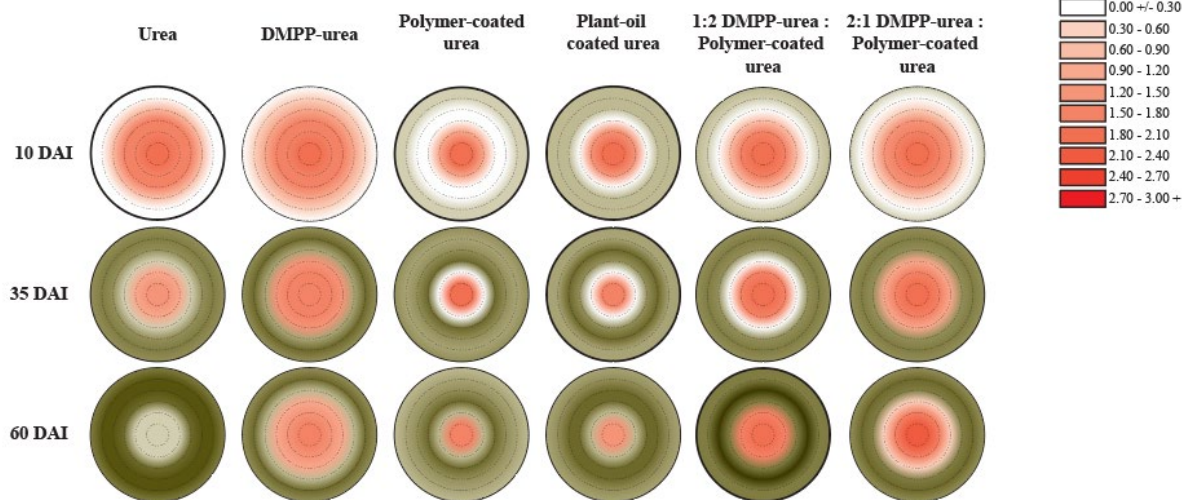 Urea
DMPP-urea
Polymer-coated
urea
Plant-oil
coated urea
1:2 DMPP-urea :
Polymer-coated
urea
2:1 DMPP-urea :
Polymer-coated
urea
0.00 +/- 0.30
0.30 - 0.60
0.60 - 0.90
0.90 - 1.20
1.20 - 1.50
1.50 - 1.80
1.80 - 2.10
2.10 - 2.40
2.40 - 2.70
2.70 - 3.00 +
10 DAI
35 DAI
60 DAI